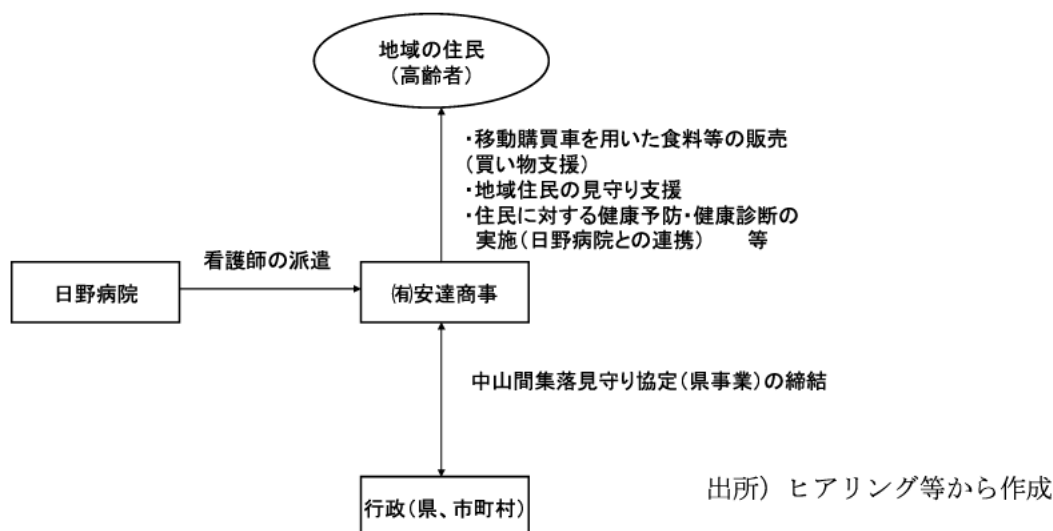 地域の住民
(高齢者)
・移動購買車を用いた食料等の販売
(買い物支援)
・地域住民の見守り支援
・住民に対する健康予防・健康診断の
実施(日野病院との連携)　等
看護師の派遣
日野病院
㈲安達商事
中山間集落見守り協定(県事業)の締結
行政(県、市町村)
出所）ヒアリング等から作成